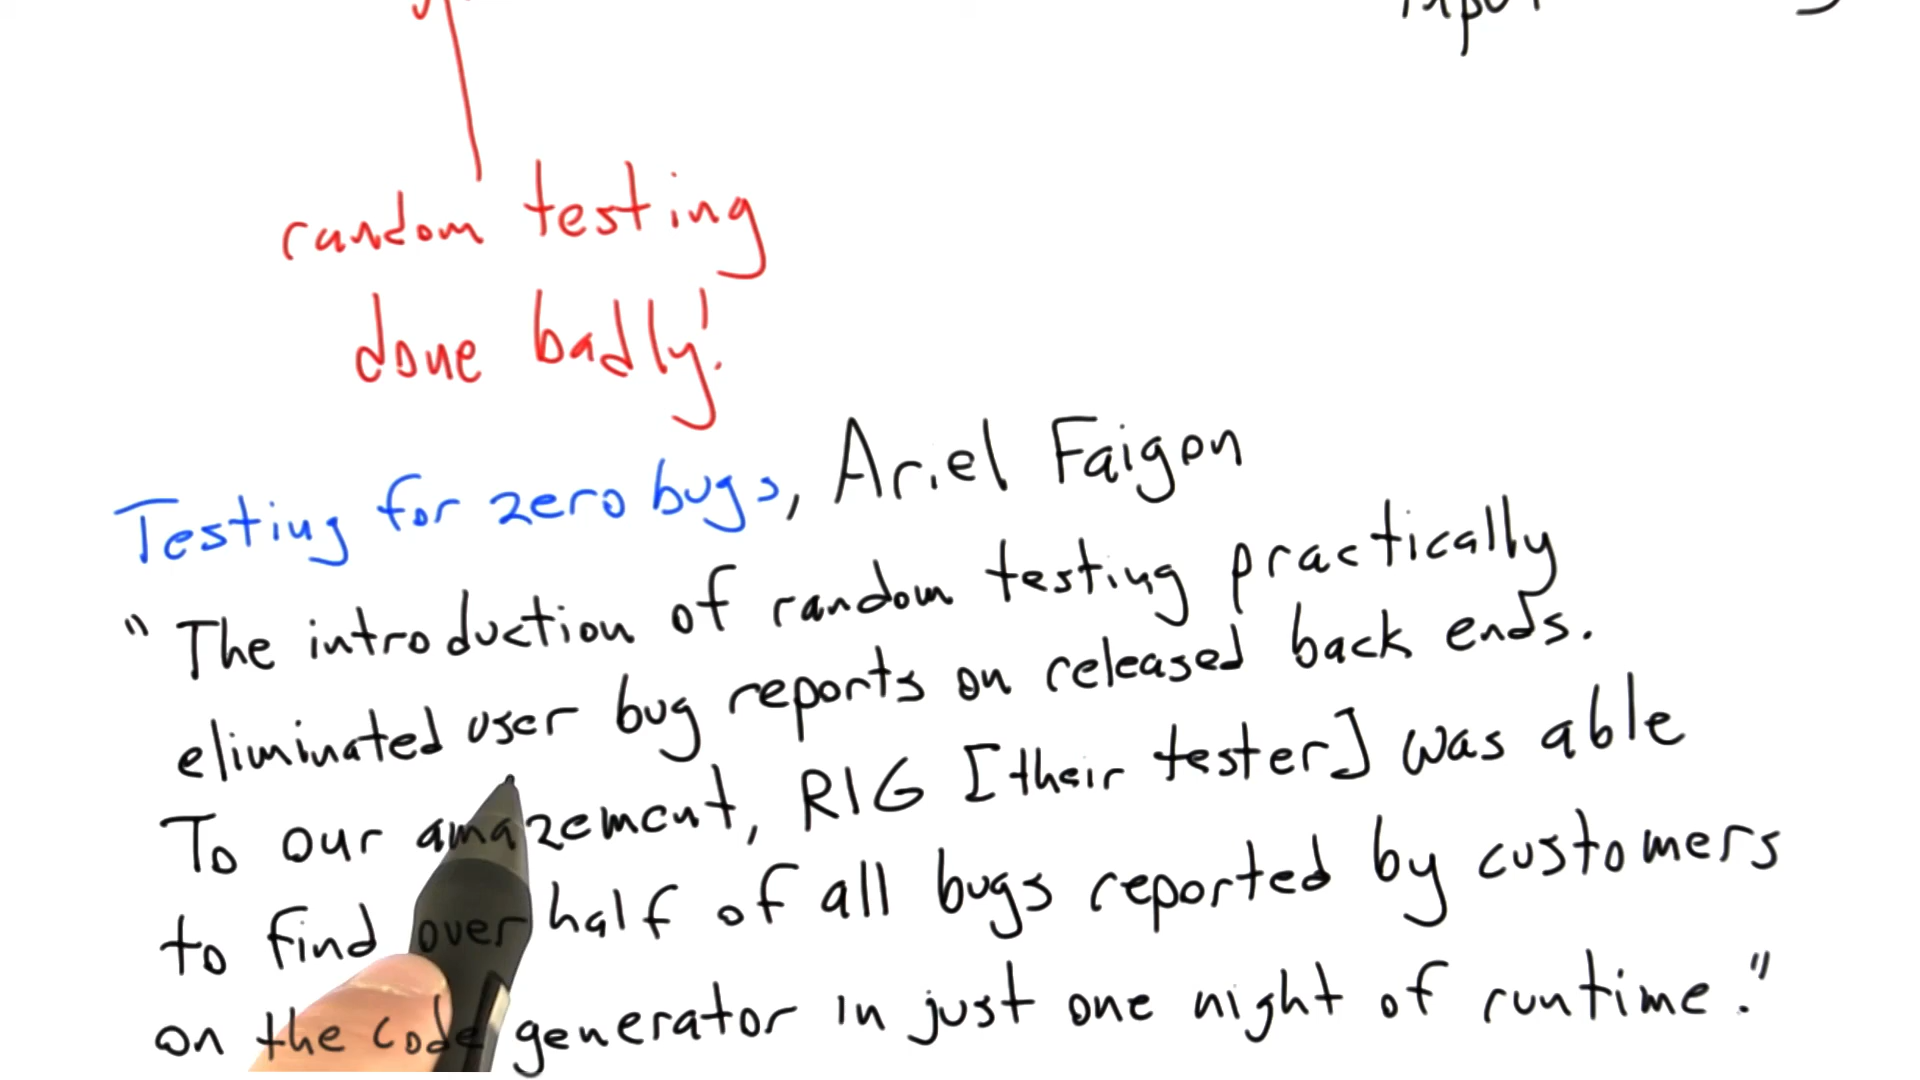 random testing
done badly!
Testing for zero bugs, Ariel Faigon
"The introduction of random testing practically
eliminated user bug reports on released back ends.
To our amazement, RIG [their tester] was able
to find over half of all bugs reported by customers
on the code generator in just one night of runtime."